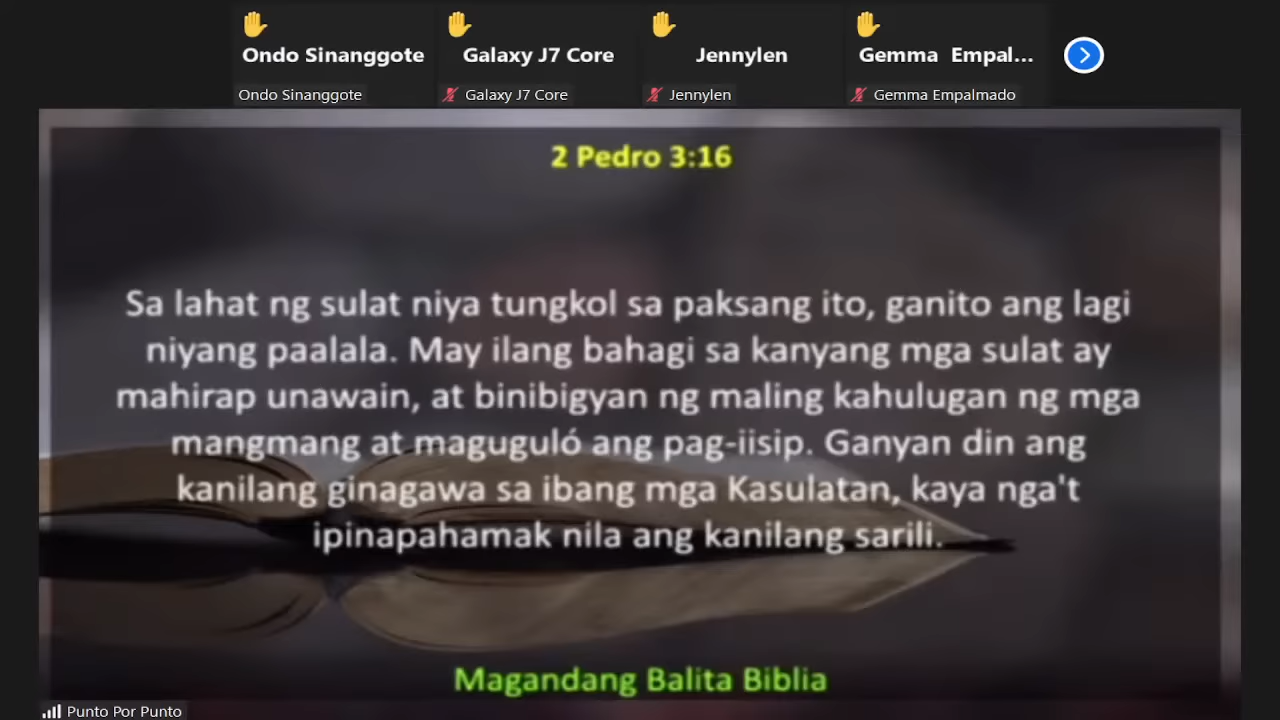 Ondo Sinanggote
Galaxy J7 Core
Jennylen
Gemma Empal...
Ondo Sinanggote
Galaxy J7 Core
Jennylen
Gemma Empalmado
2 Pedro 3:16
Sa lahat ng sulat niya tungkol sa paksang ito, ganito ang lagi
niyang paalala. May ilang bahagi sa kanyang mga sulat ay
mahirap unawain, at binibigyan ng maling kahulugan ng mga
mangmang at maguguló ang pag-iisip. Ganyan din ang
kanilang ginagawa sa ibang mga Kasulatan, kaya nga't
ipinapahamak nila ang kanilang sarili.
Magandang Balita Biblia
Punto Por Punto